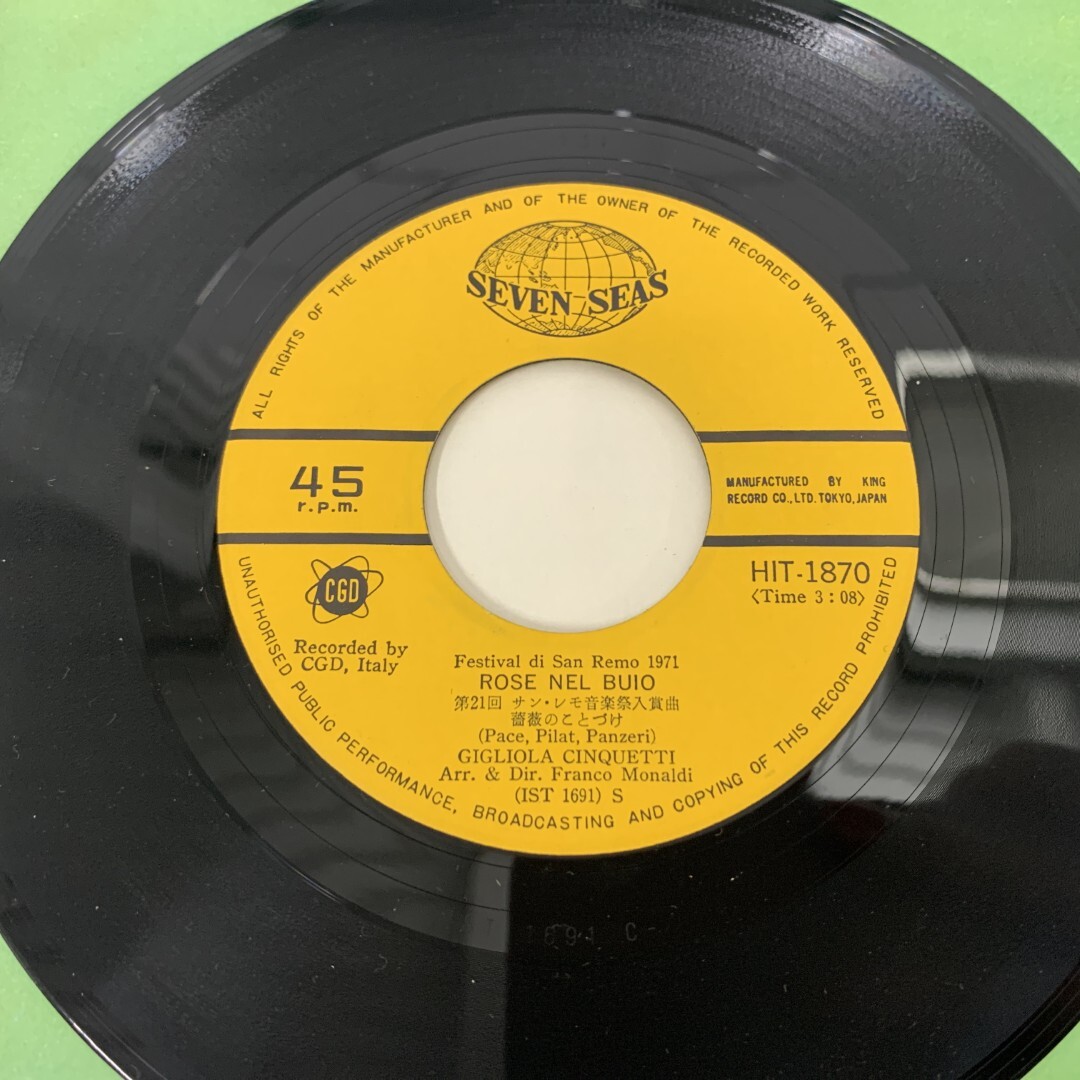 ALL RIGHTS OF THE MANUFACTURER AND OF THE OWNER OF THE RECORDED WORK RESERVED
SEVEN SEAS
45
r.p.m.
MANUFACTURED BY KING
RECORD CO., LTD. TOKYO, JAPAN
CGD
Recorded by
CGD, Italy
HIT-1870
〈Time 3:08〉
Festival di San Remo 1971
ROSE NEL BUIO
第21回 サン・レモ音楽祭入賞曲
薔薇のことづけ
(Pace, Pilat, Panzeri)
GIGLIOLA CINQUETTI
Arr. & Dir. Franco Monaldi
(IST 1691) S
UNAUTHORISED PUBLIC PERFORMANCE, BROADCASTING AND COPYING OF THIS RECORD PROHIBITED